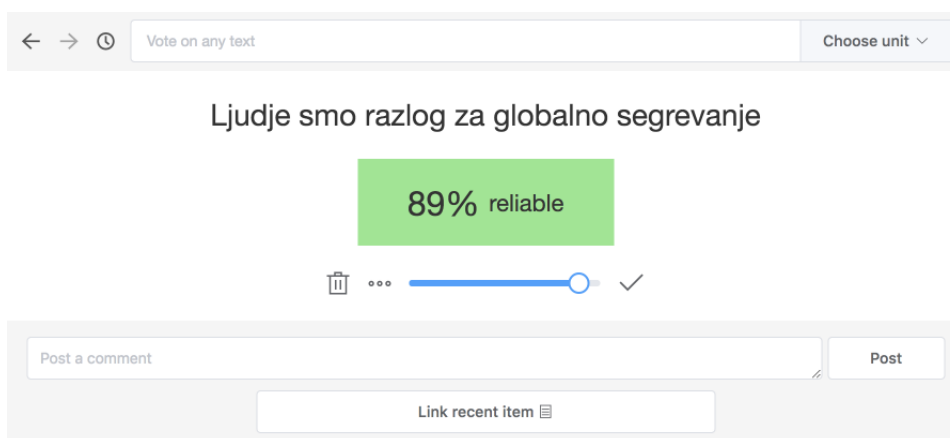 Vote on any text
Choose unit
Ljudje smo razlog za globalno segrevanje
89% reliable
Post a comment
Post
Link recent item